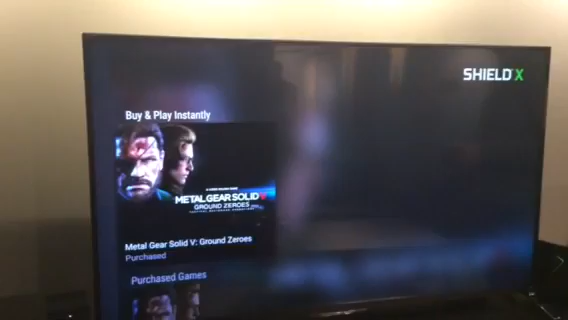 SHIELD X
Buy & Play Instantly
METAL GEAR SOLID V
GROUND ZEROES
Metal Gear Solid V: Ground Zeroes
Purchased
Purchased Games